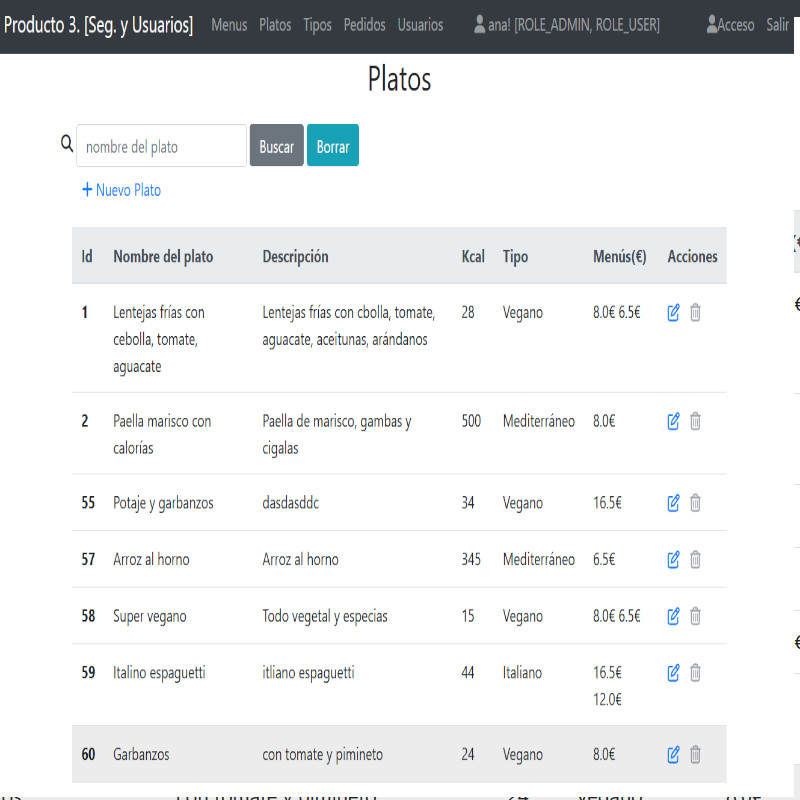 Producto 3. [Seg. y Usuarios] Menus Platos Tipos Pedidos Usuarios ana! [ROLE_ADMIN, ROLE_USER] Acceso Salir
Platos
nombre del plato Buscar Borrar
+ Nuevo Plato
Id Nombre del plato Descripción Kcal Tipo Menús(€) Acciones
1 Lentejas frías con Lentejas frías con cbolla, tomate, 28 Vegano 8.0€ 6.5€
cebolla, tomate, aguacate, aceitunas, arándanos
aguacate
2 Paella marisco con Paella de marisco, gambas y 500 Mediterráneo 8.0€
calorías cigalas
55 Potaje y garbanzos dasdasddc 34 Vegano 16.5€
57 Arroz al horno Arroz al horno 345 Mediterráneo 6.5€
58 Super vegano Todo vegetal y especias 15 Vegano 8.0€ 6.5€
59 Italino espaguetti itliano espaguetti 44 Italiano 16.5€
12.0€
60 Garbanzos con tomate y pimineto 24 Vegano 8.0€